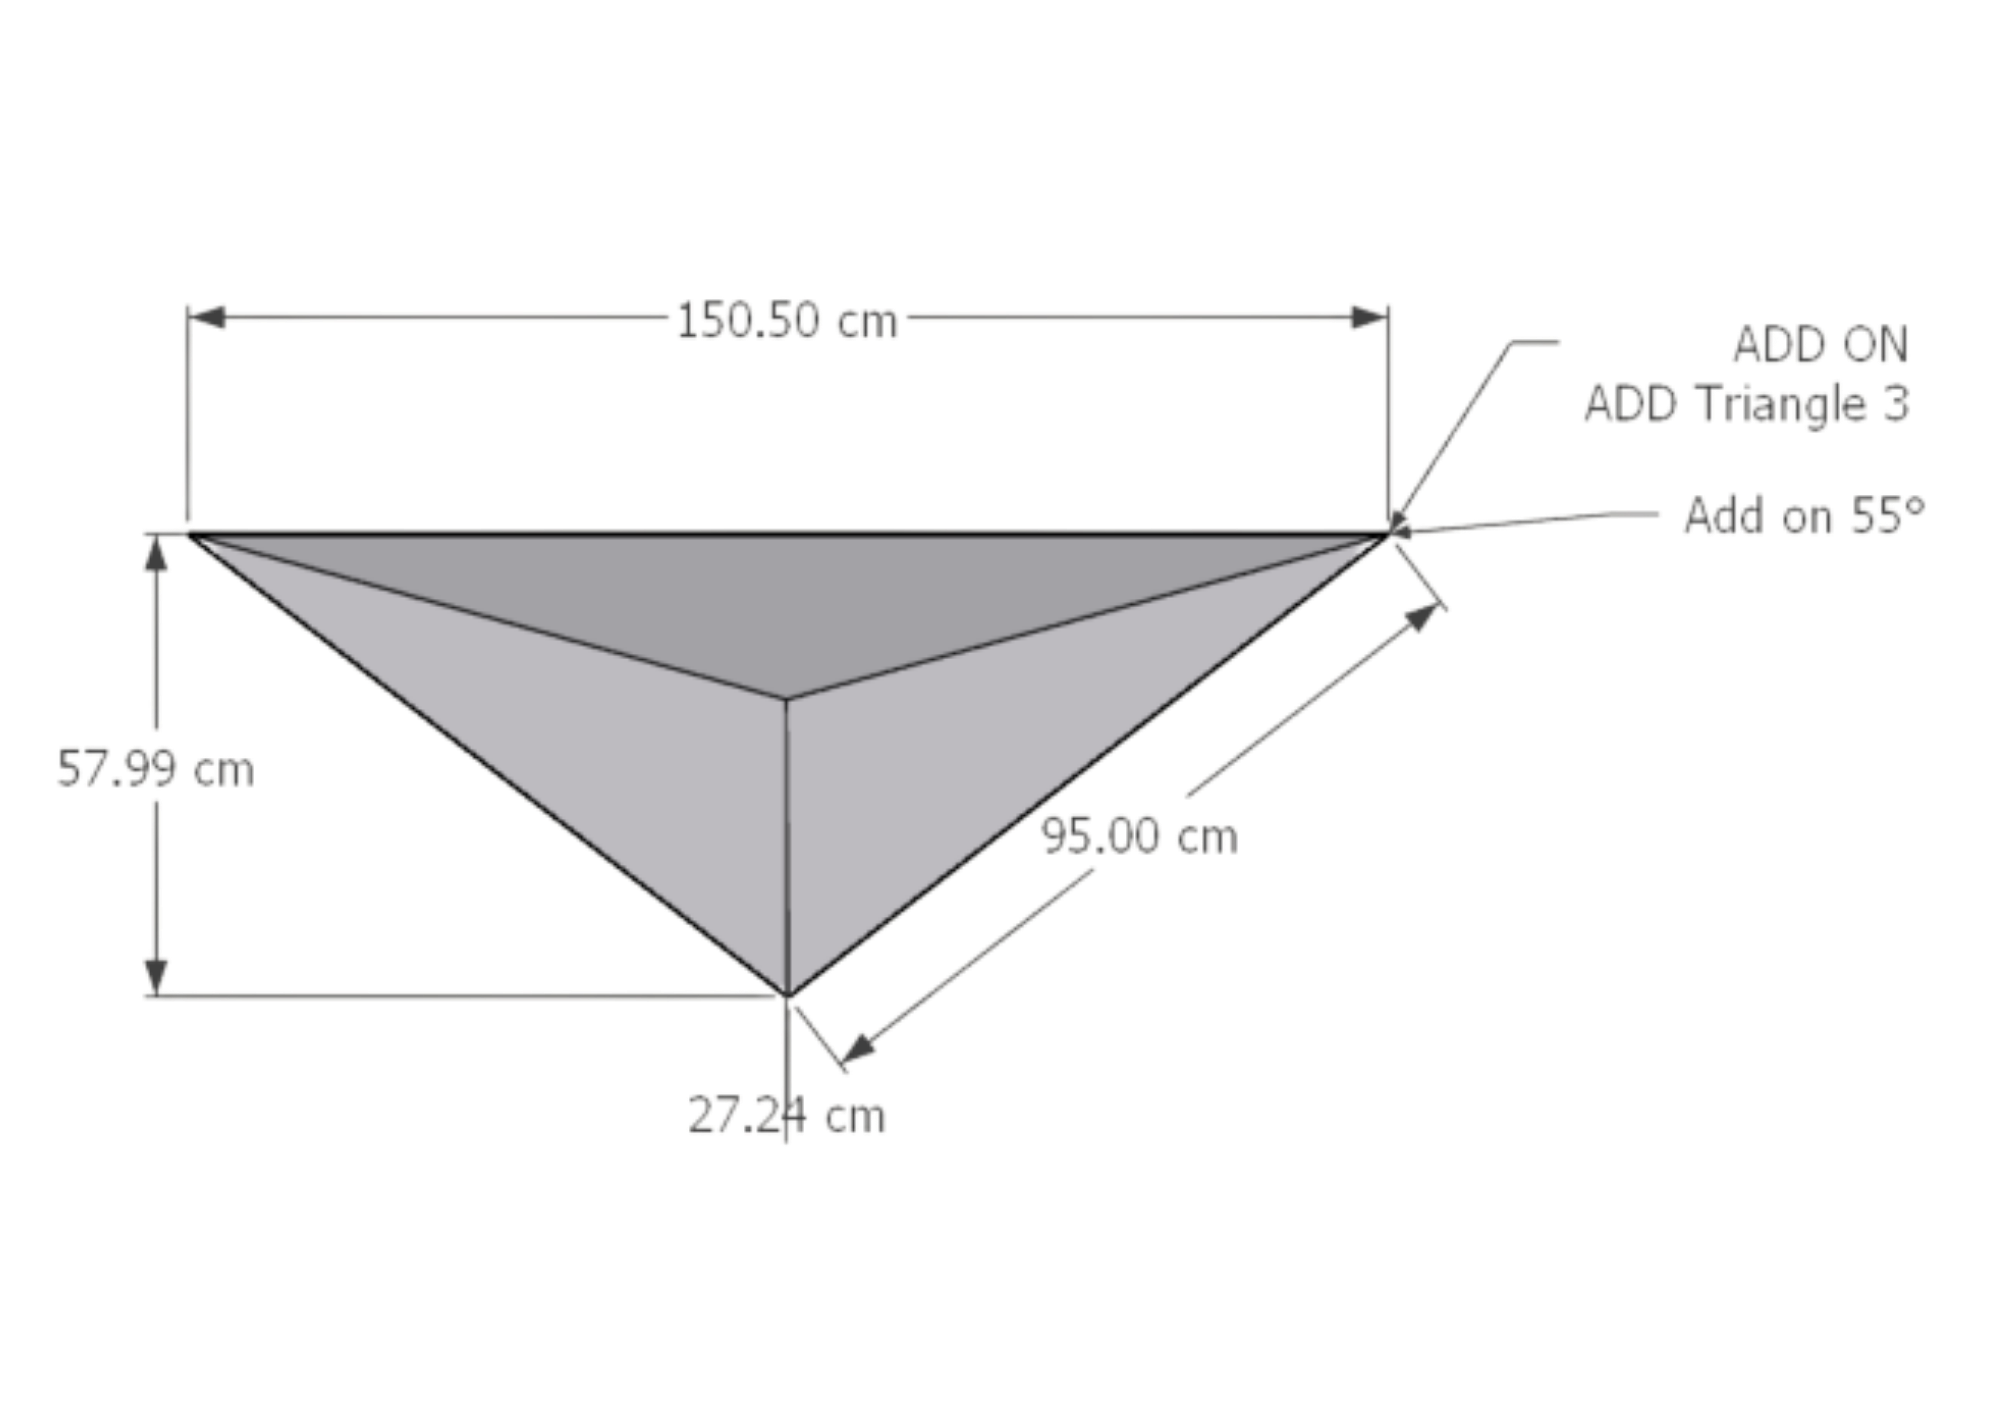 150.50 cm
ADD ON
ADD Triangle 3
Add on 55°
57.99 cm
95.00 cm
27.24 cm